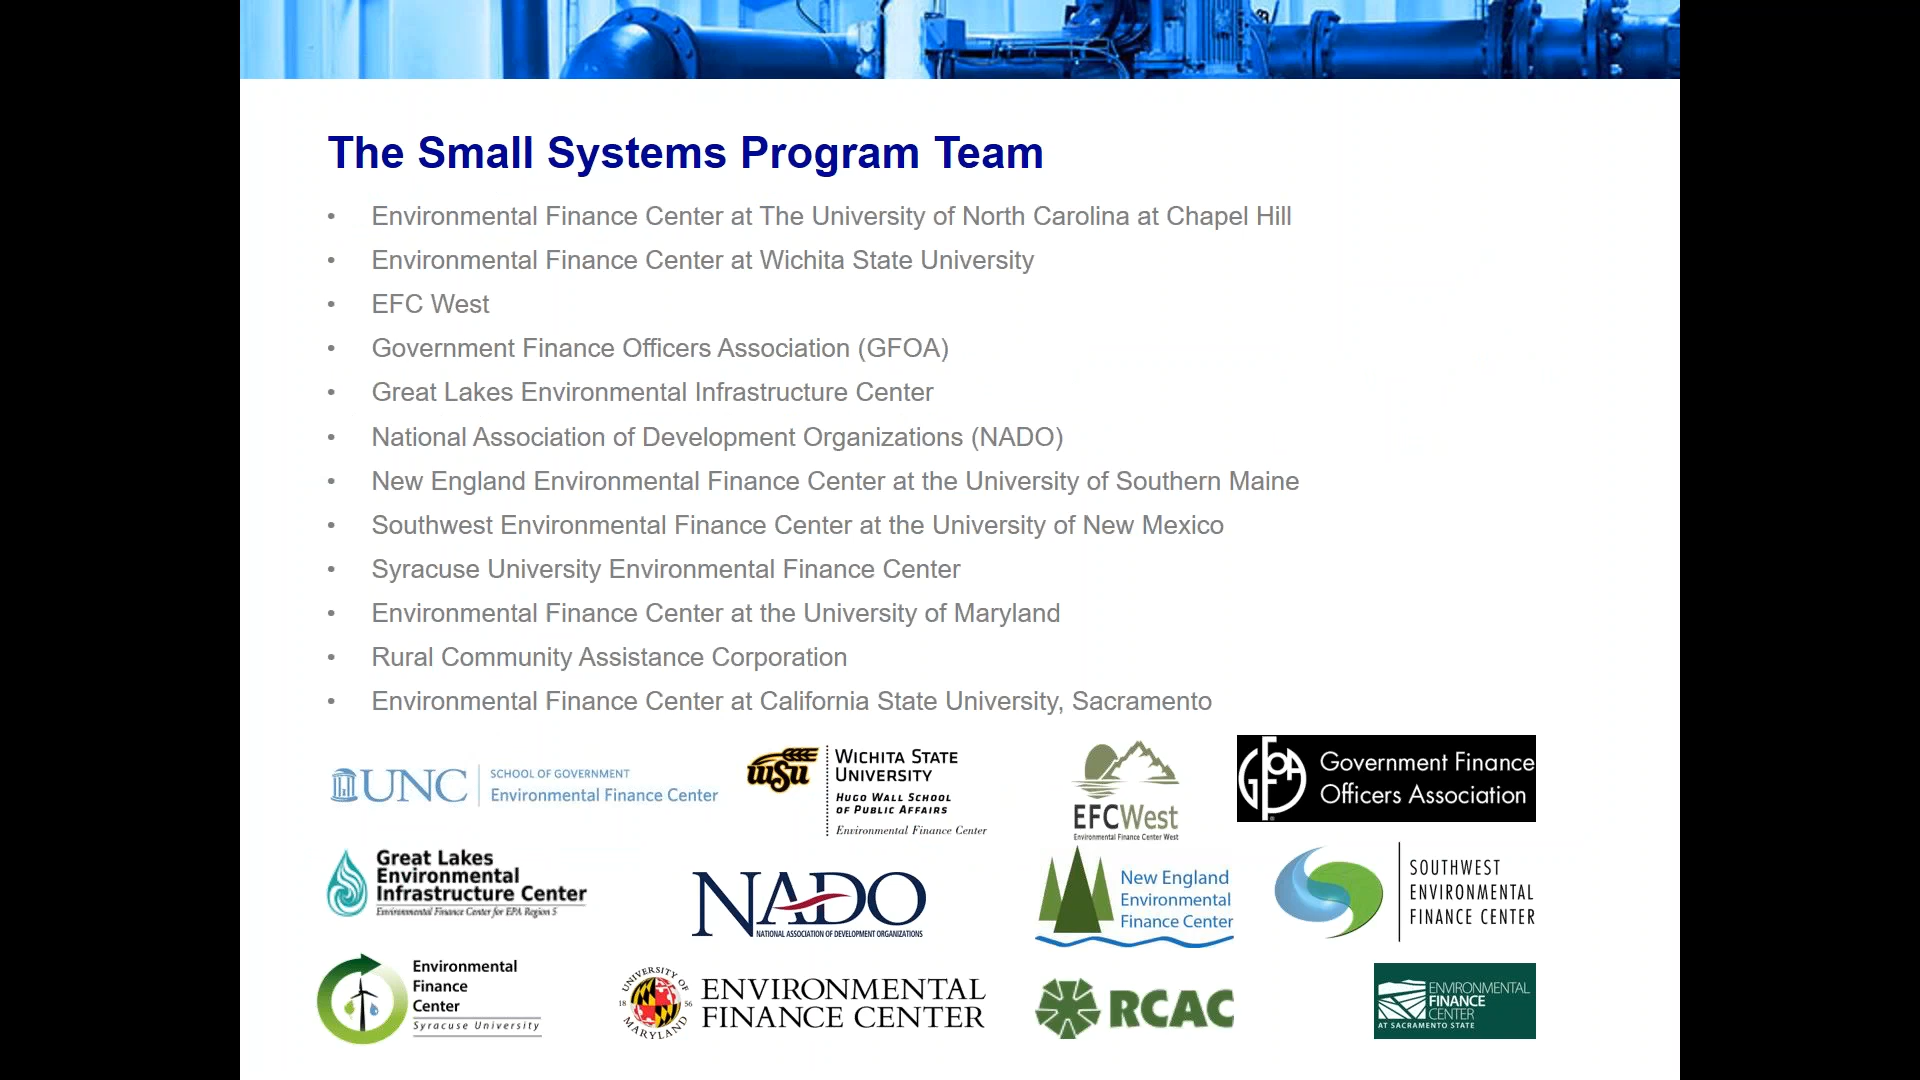 The Small Systems Program Team
• Environmental Finance Center at The University of North Carolina at Chapel Hill
• Environmental Finance Center at Wichita State University
• EFC West
• Government Finance Officers Association (GFOA)
• Great Lakes Environmental Infrastructure Center
• National Association of Development Organizations (NADO)
• New England Environmental Finance Center at the University of Southern Maine
• Southwest Environmental Finance Center at the University of New Mexico
• Syracuse University Environmental Finance Center
• Environmental Finance Center at the University of Maryland
• Rural Community Assistance Corporation
• Environmental Finance Center at California State University, Sacramento
UNC
SCHOOL OF GOVERNMENT
Environmental Finance Center
WSU
WICHITA STATE
UNIVERSITY
HUGO WALL SCHOOL
OF PUBLIC AFFAIRS
Environmental Finance Center
EFCWest
Environmental Finance Center West
GFOA
Government Finance
Officers Association
Great Lakes
Environmental
Infrastructure Center
Environmental Finance Center for EPA Region 5
NADO
NATIONAL ASSOCIATION OF DEVELOPMENT ORGANIZATIONS
New England
Environmental
Finance Center
SOUTHWEST
ENVIRONMENTAL
FINANCE CENTER
Environmental
Finance
Center
Syracuse University
UNIVERSITY OF
18 56
MARYLAND
ENVIRONMENTAL
FINANCE CENTER
RCAC
ENVIRONMENTAL
FINANCE
CENTER
AT SACRAMENTO STATE